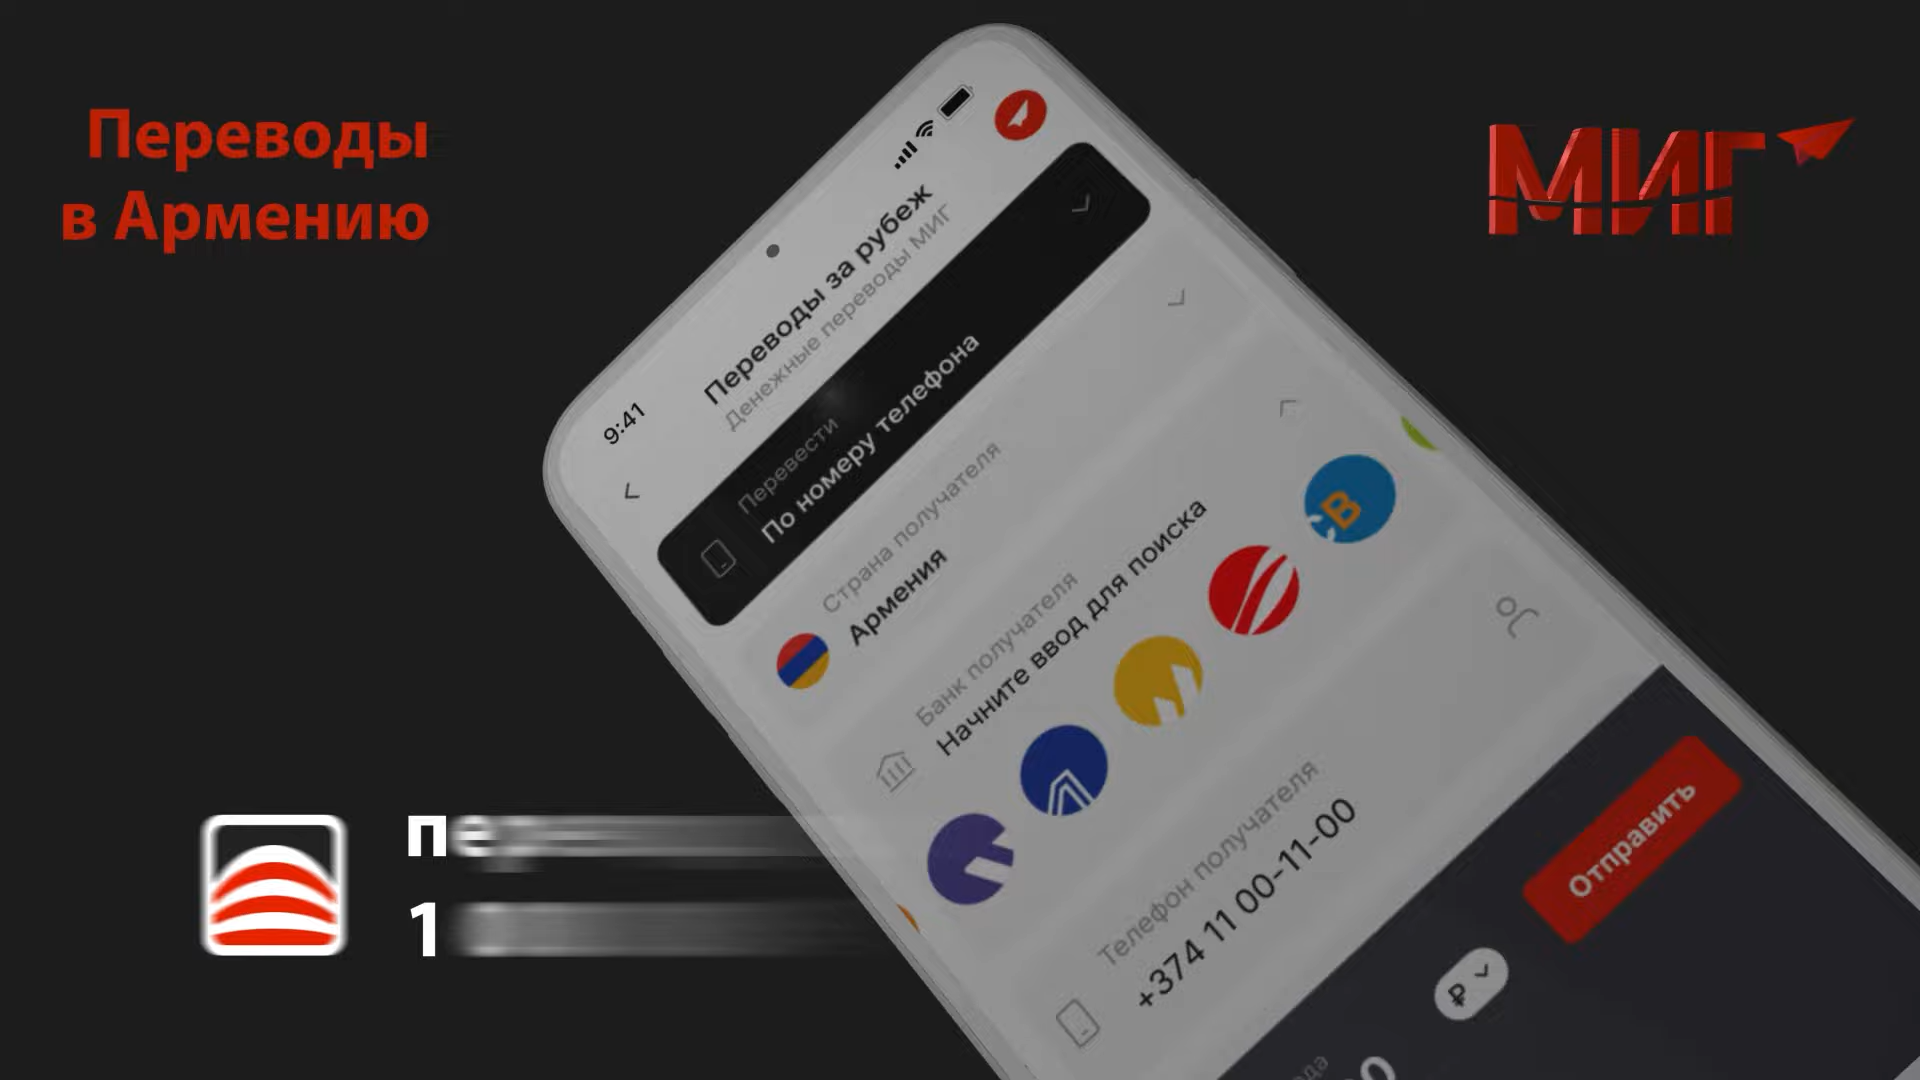 Переводы
в Армению
МИГ
9:41
Переводы за рубеж
Денежные переводы МИГ
Перевести
По номеру телефона
Страна получателя
Армения
Банк получателя
Начните ввод для поиска
Телефон получателя
+374 11 00-11-00
Отправить
₽
1